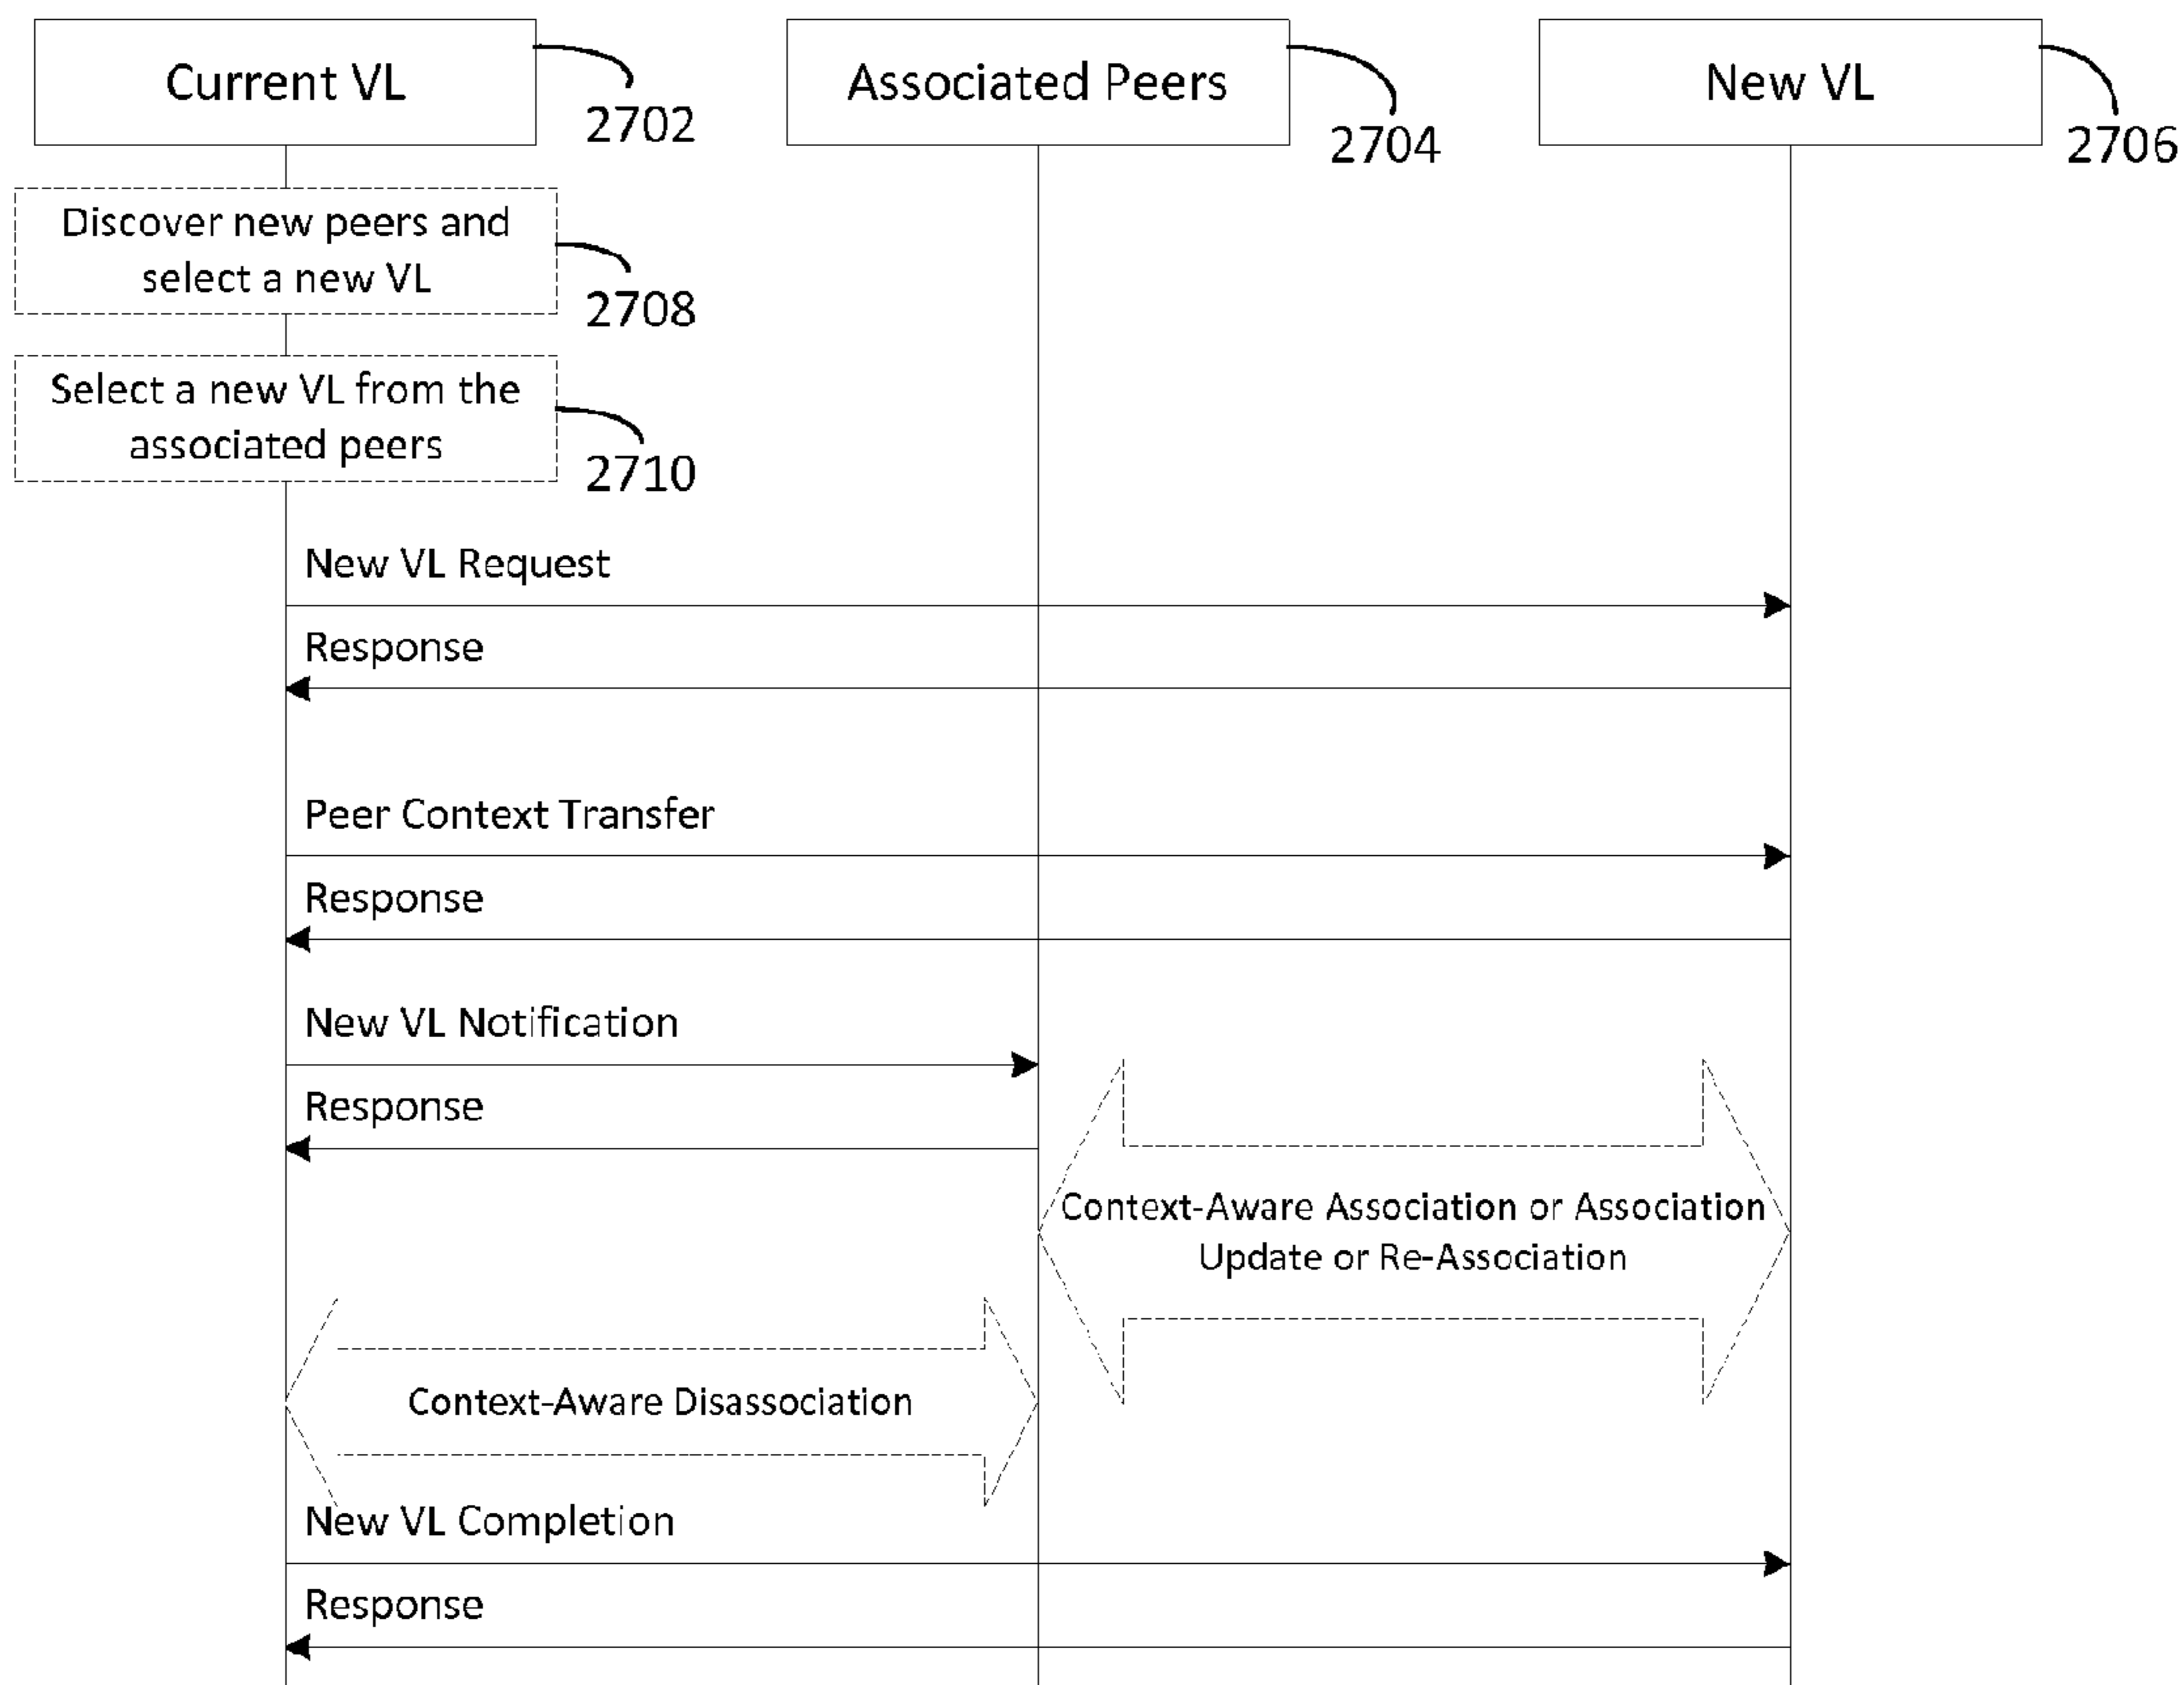 Current VL
2702
Associated Peers
2704
New VL
2706
Discover new peers and
select a new VL
2708
Select a new VL from the
associated peers
2710
New VL Request
Response
Peer Context Transfer
Response
New VL Notification
Response
Context-Aware Association or Association
Update or Re-Association
Context-Aware Disassociation
New VL Completion
Response